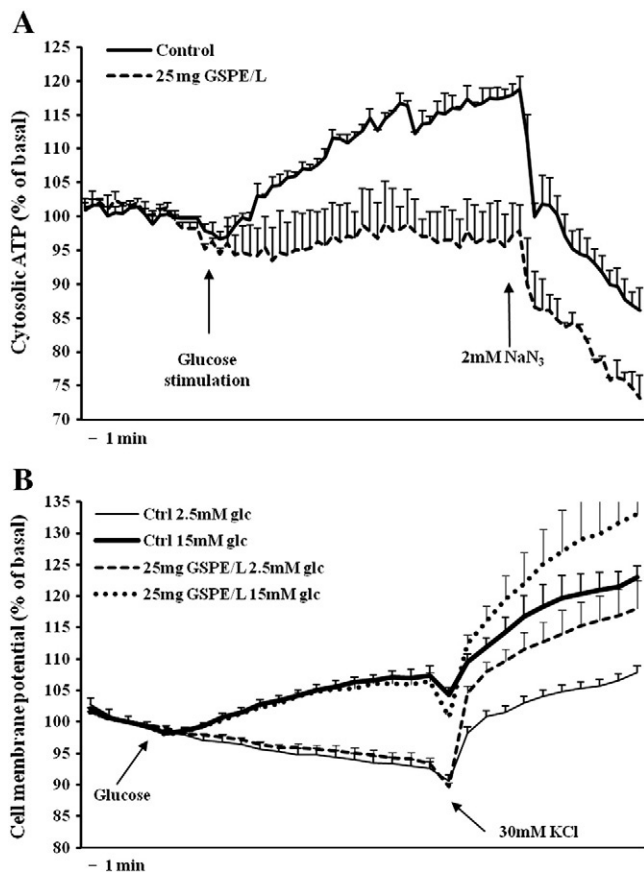 A
Cytosolic ATP (% of basal)
125
120
115
110
105
100
95
90
85
80
75
70
Control
25 mg GSPE/L
Glucose
stimulation
2mM NaN3
– 1 min
B
Cell membrane potential (% of basal)
135
130
125
120
115
110
105
100
95
90
85
80
Ctrl 2.5mM glc
Ctrl 15mM glc
25mg GSPE/L 2.5mM glc
25mg GSPE/L 15mM glc
Glucose
30mM KCl
– 1 min